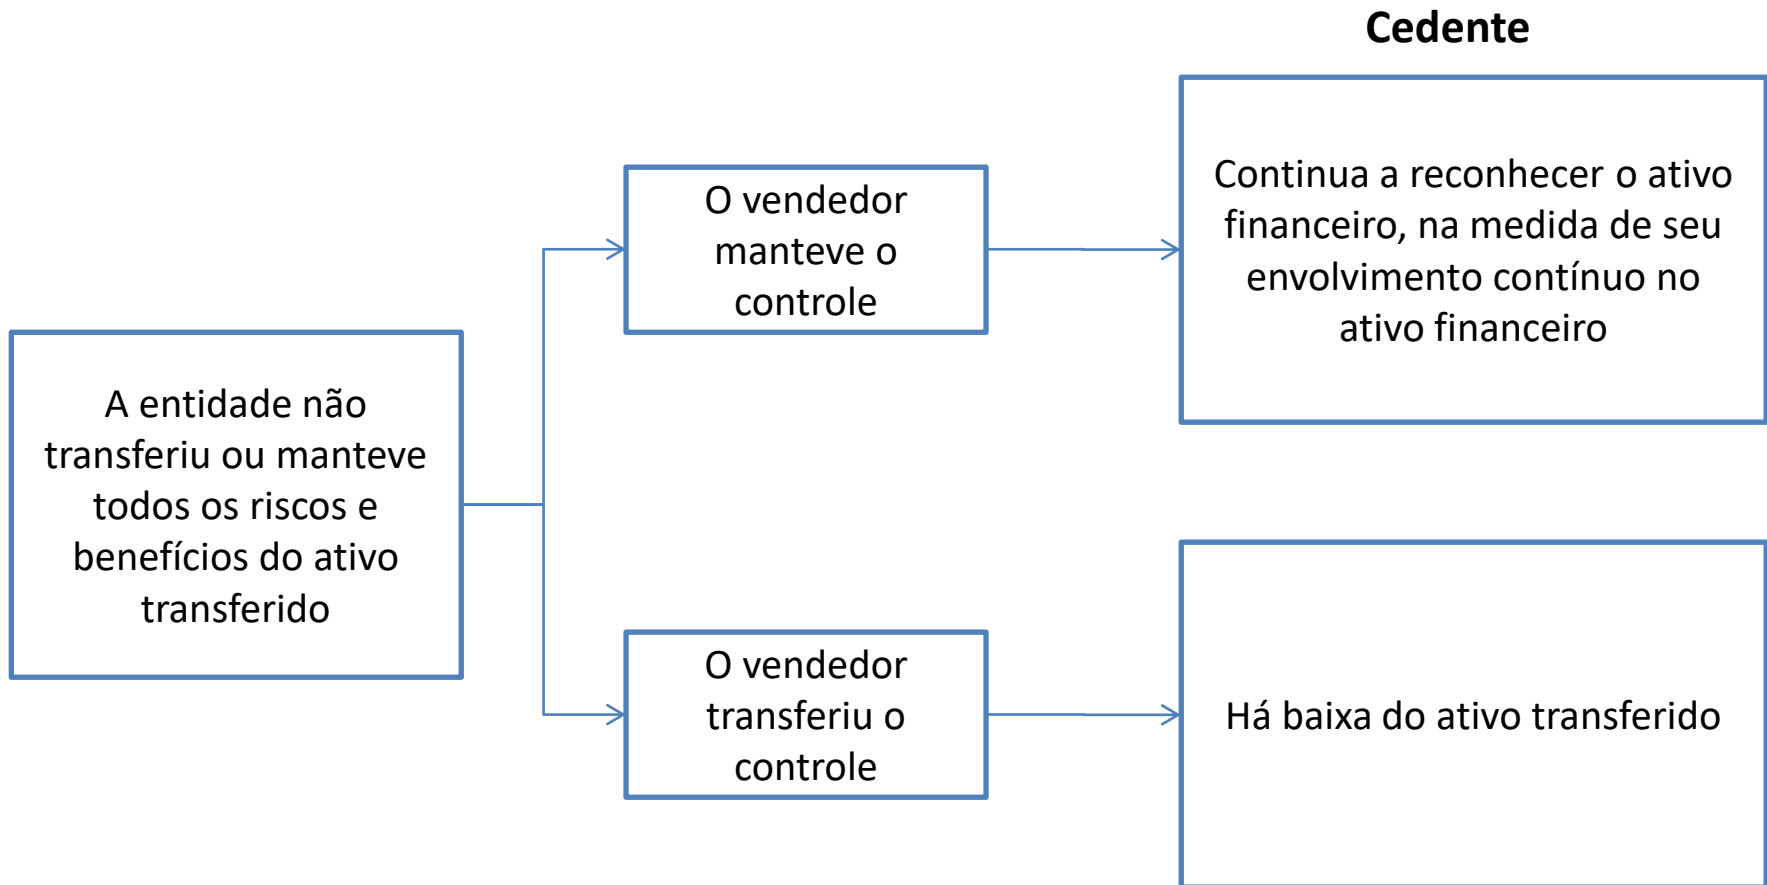 Cedente
A entidade não
transferiu ou manteve
todos os riscos e
benefícios do ativo
transferido
O vendedor
manteve o
controle
Continua a reconhecer o ativo
financeiro, na medida de seu
envolvimento contínuo no
ativo financeiro
O vendedor
transferiu o
controle
Há baixa do ativo transferido